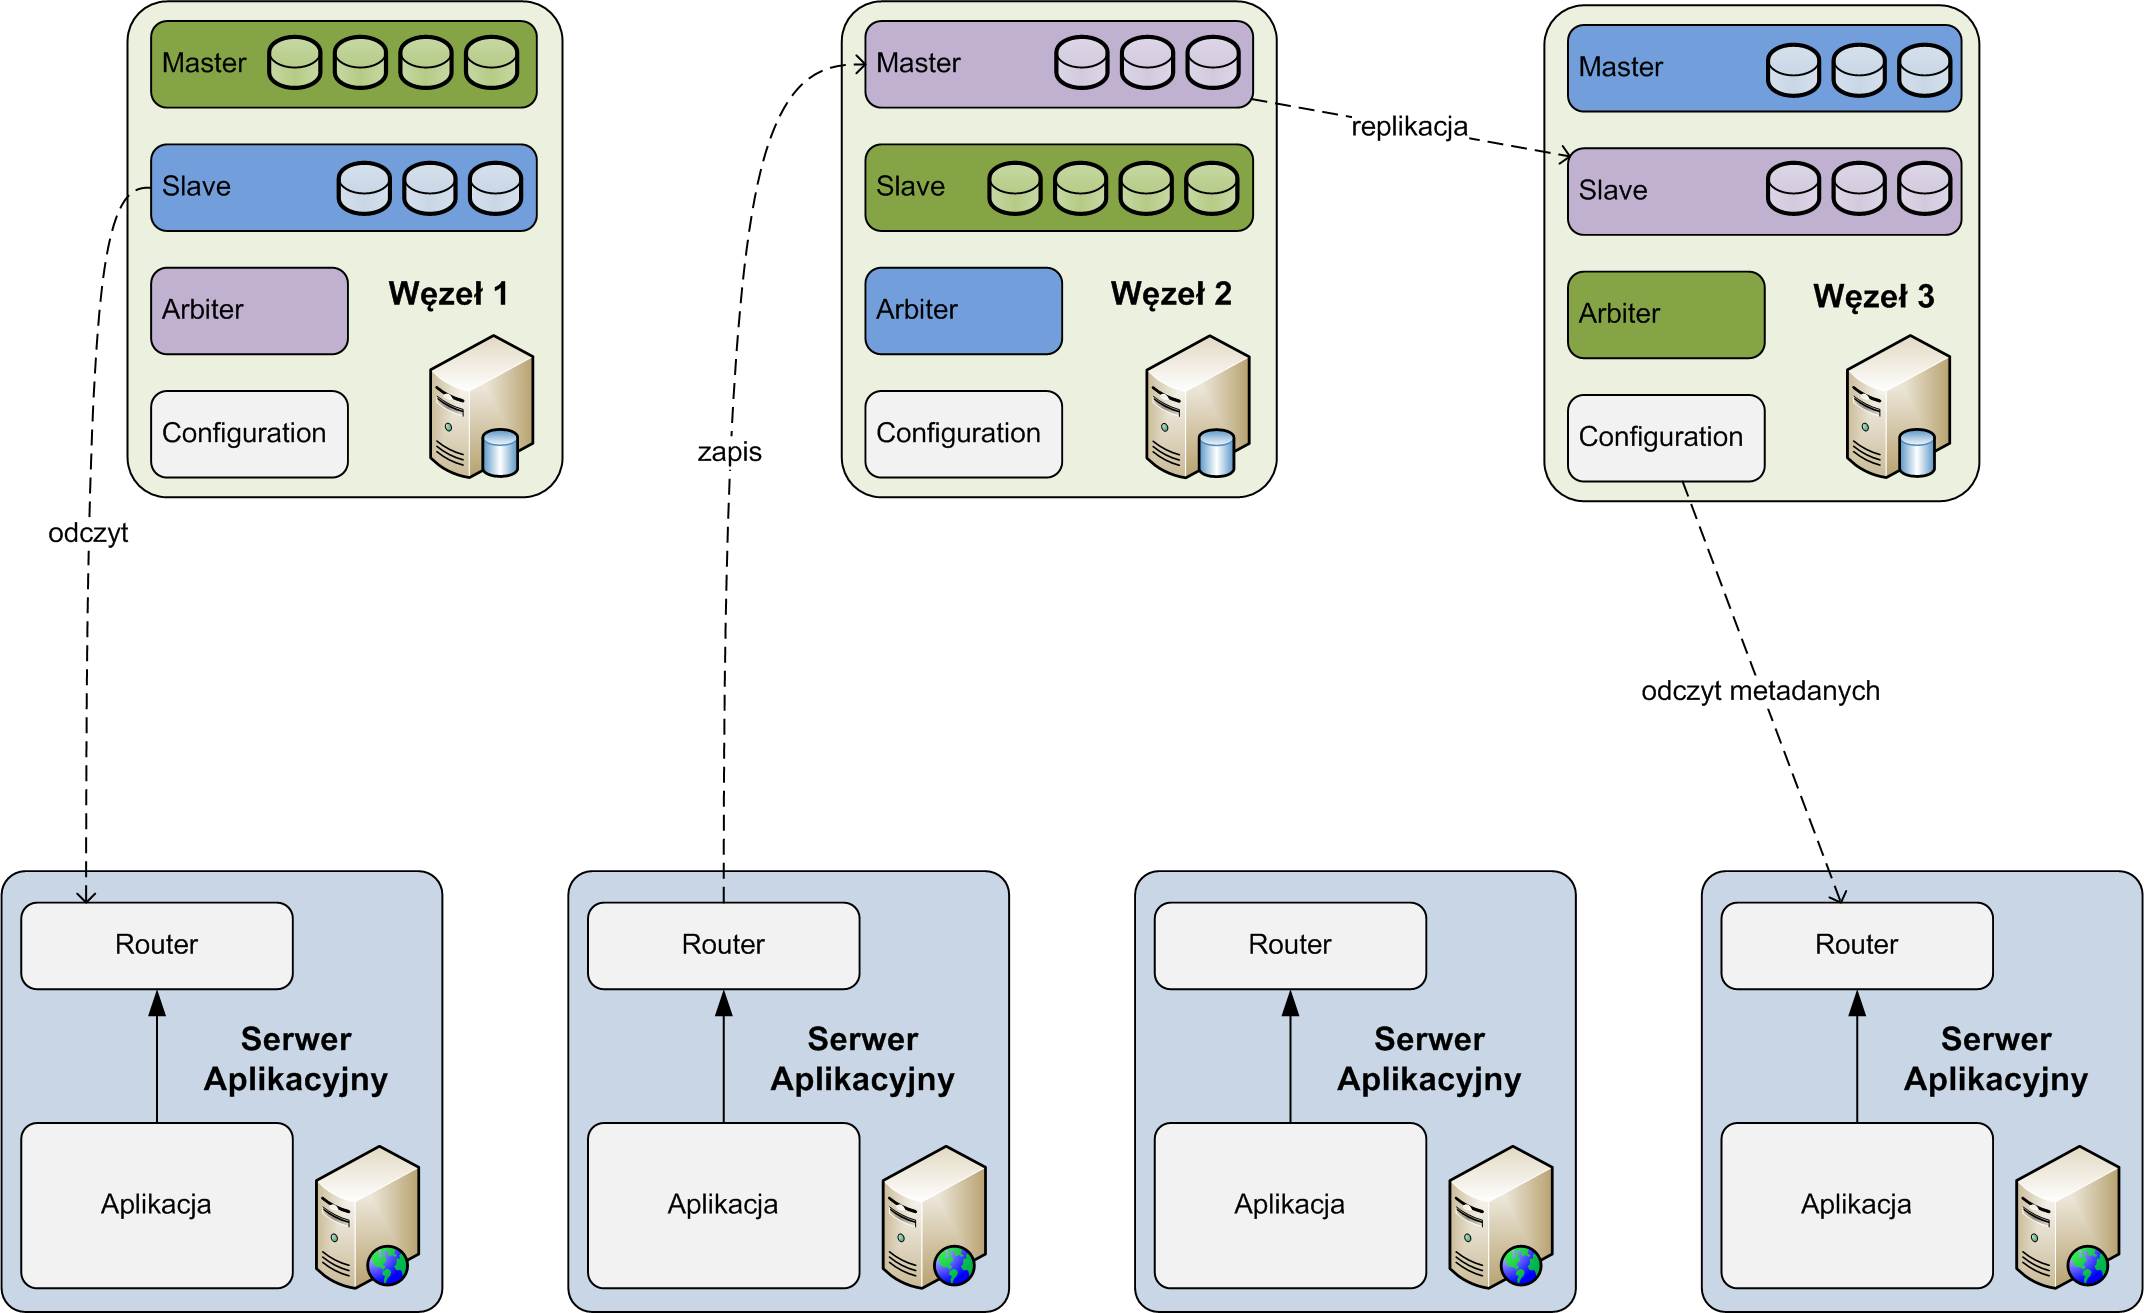 Master
Slave
Arbiter
Węzeł 1
Configuration
Master
Slave
Arbiter
Węzeł 2
Configuration
Master
Slave
Arbiter
Węzeł 3
Configuration
replikacja
zapis
odczyt
odczyt metadanych
Router
Serwer
Aplikacyjny
Aplikacja
Router
Serwer
Aplikacyjny
Aplikacja
Router
Serwer
Aplikacyjny
Aplikacja
Router
Serwer
Aplikacyjny
Aplikacja